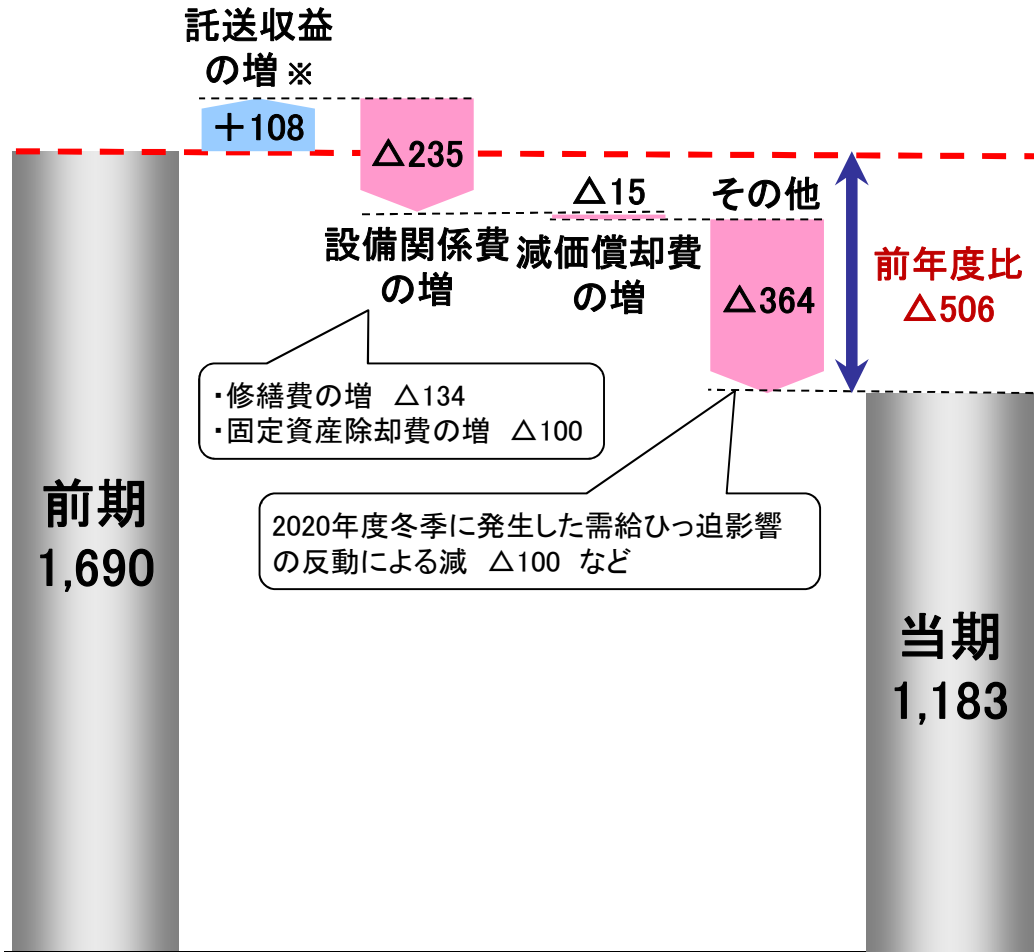 託送収益
の増※
＋108
△235
△15
その他
設備関係費
の増
減価償却費
の増
△364
前年度比
△506
・修繕費の増　△134
・固定資産除却費の増　△100
前期
1,690
2020年度冬季に発生した需給ひっ迫影響
の反動による減　△100　など
当期
1,183